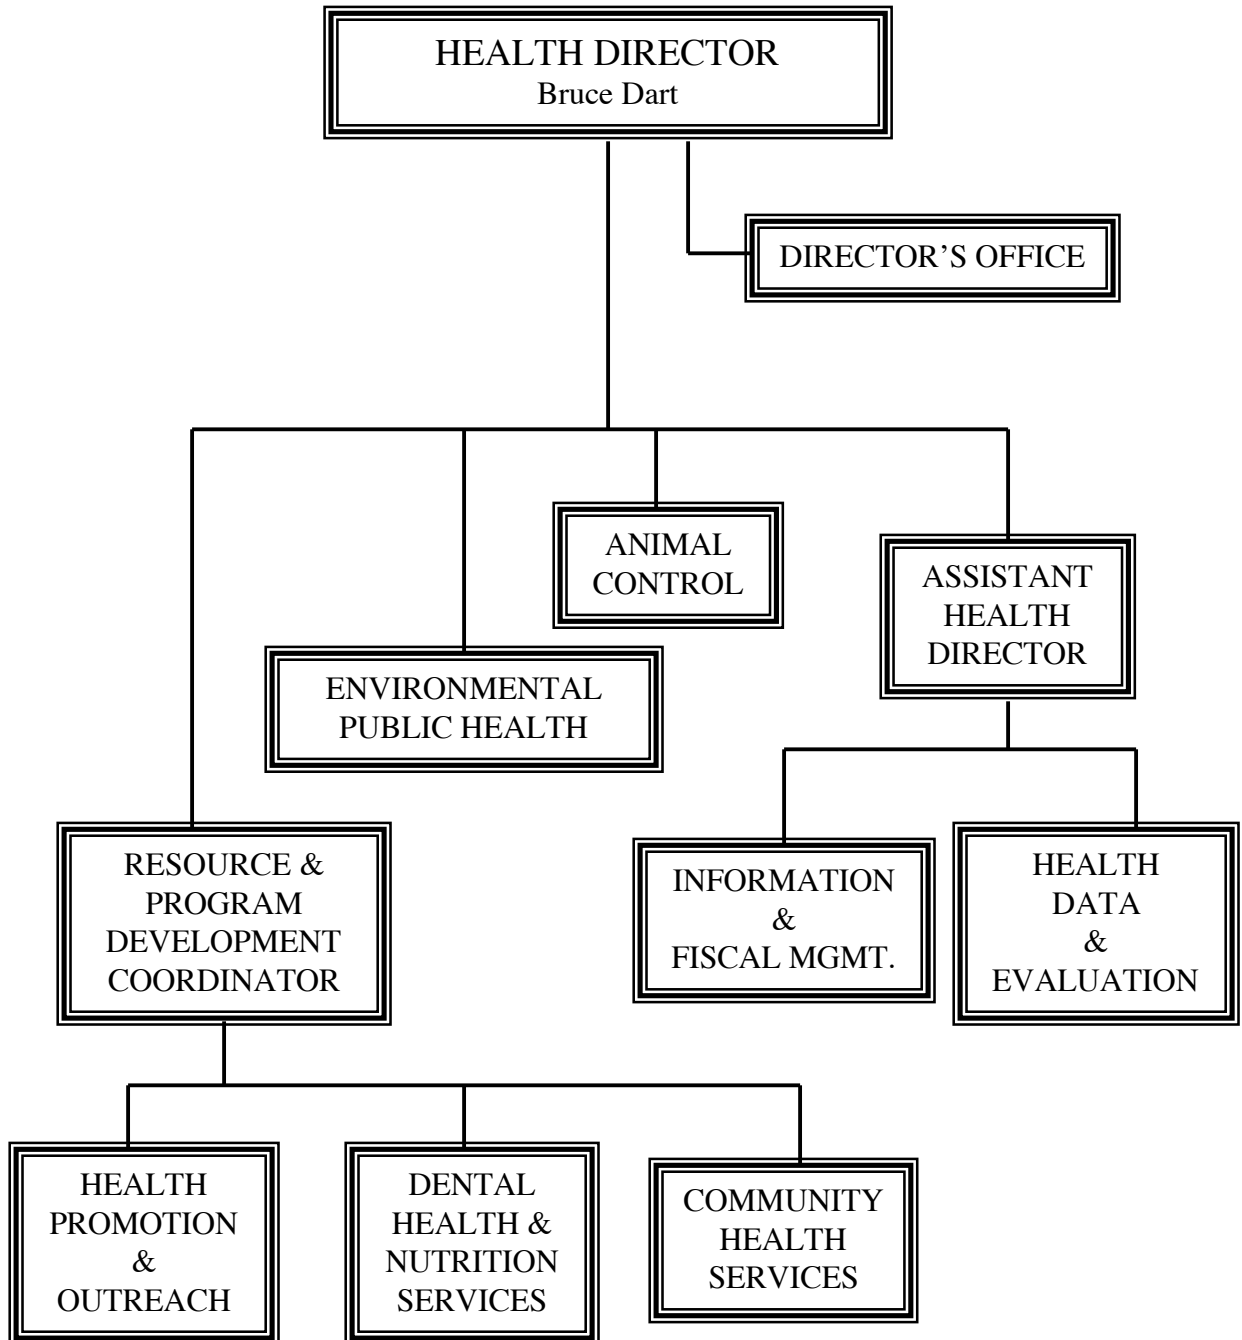 HEALTH DIRECTOR
Bruce Dart
DIRECTOR’S OFFICE
ANIMAL
CONTROL
ASSISTANT
HEALTH
DIRECTOR
ENVIRONMENTAL
PUBLIC HEALTH
RESOURCE &
PROGRAM
DEVELOPMENT
COORDINATOR
INFORMATION
&
FISCAL MGMT.
HEALTH
DATA
&
EVALUATION
HEALTH
PROMOTION
&
OUTREACH
DENTAL
HEALTH &
NUTRITION
SERVICES
COMMUNITY
HEALTH
SERVICES